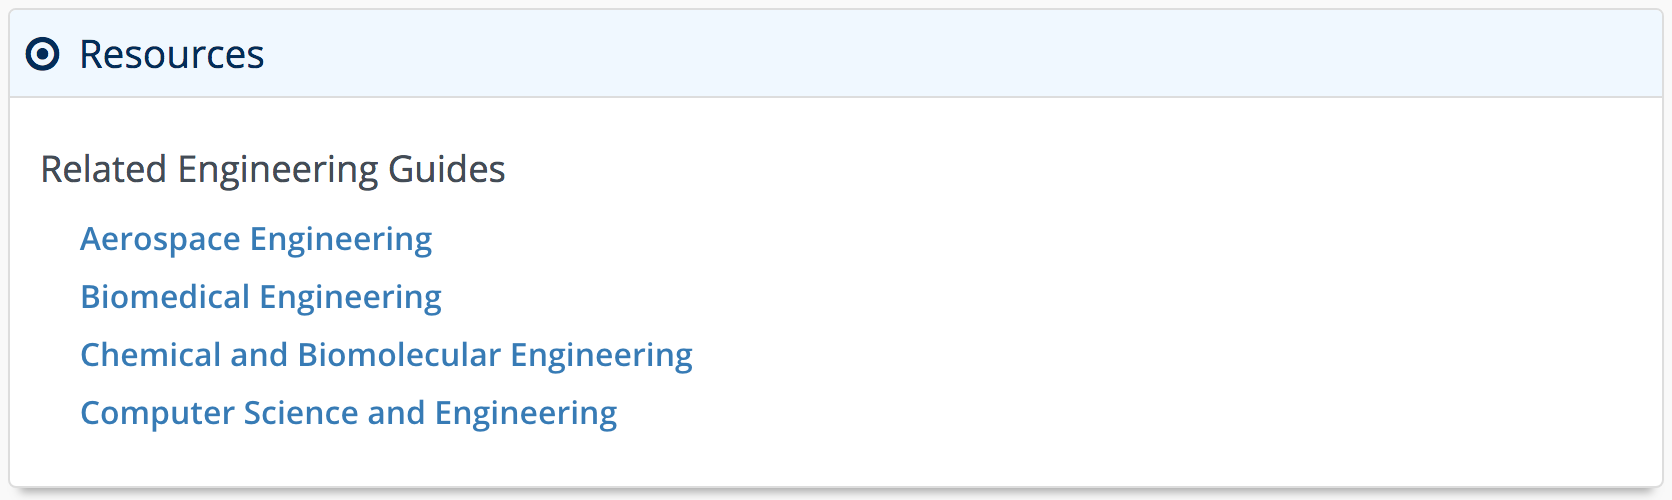 Resources
Related Engineering Guides
Aerospace Engineering
Biomedical Engineering
Chemical and Biomolecular Engineering
Computer Science and Engineering